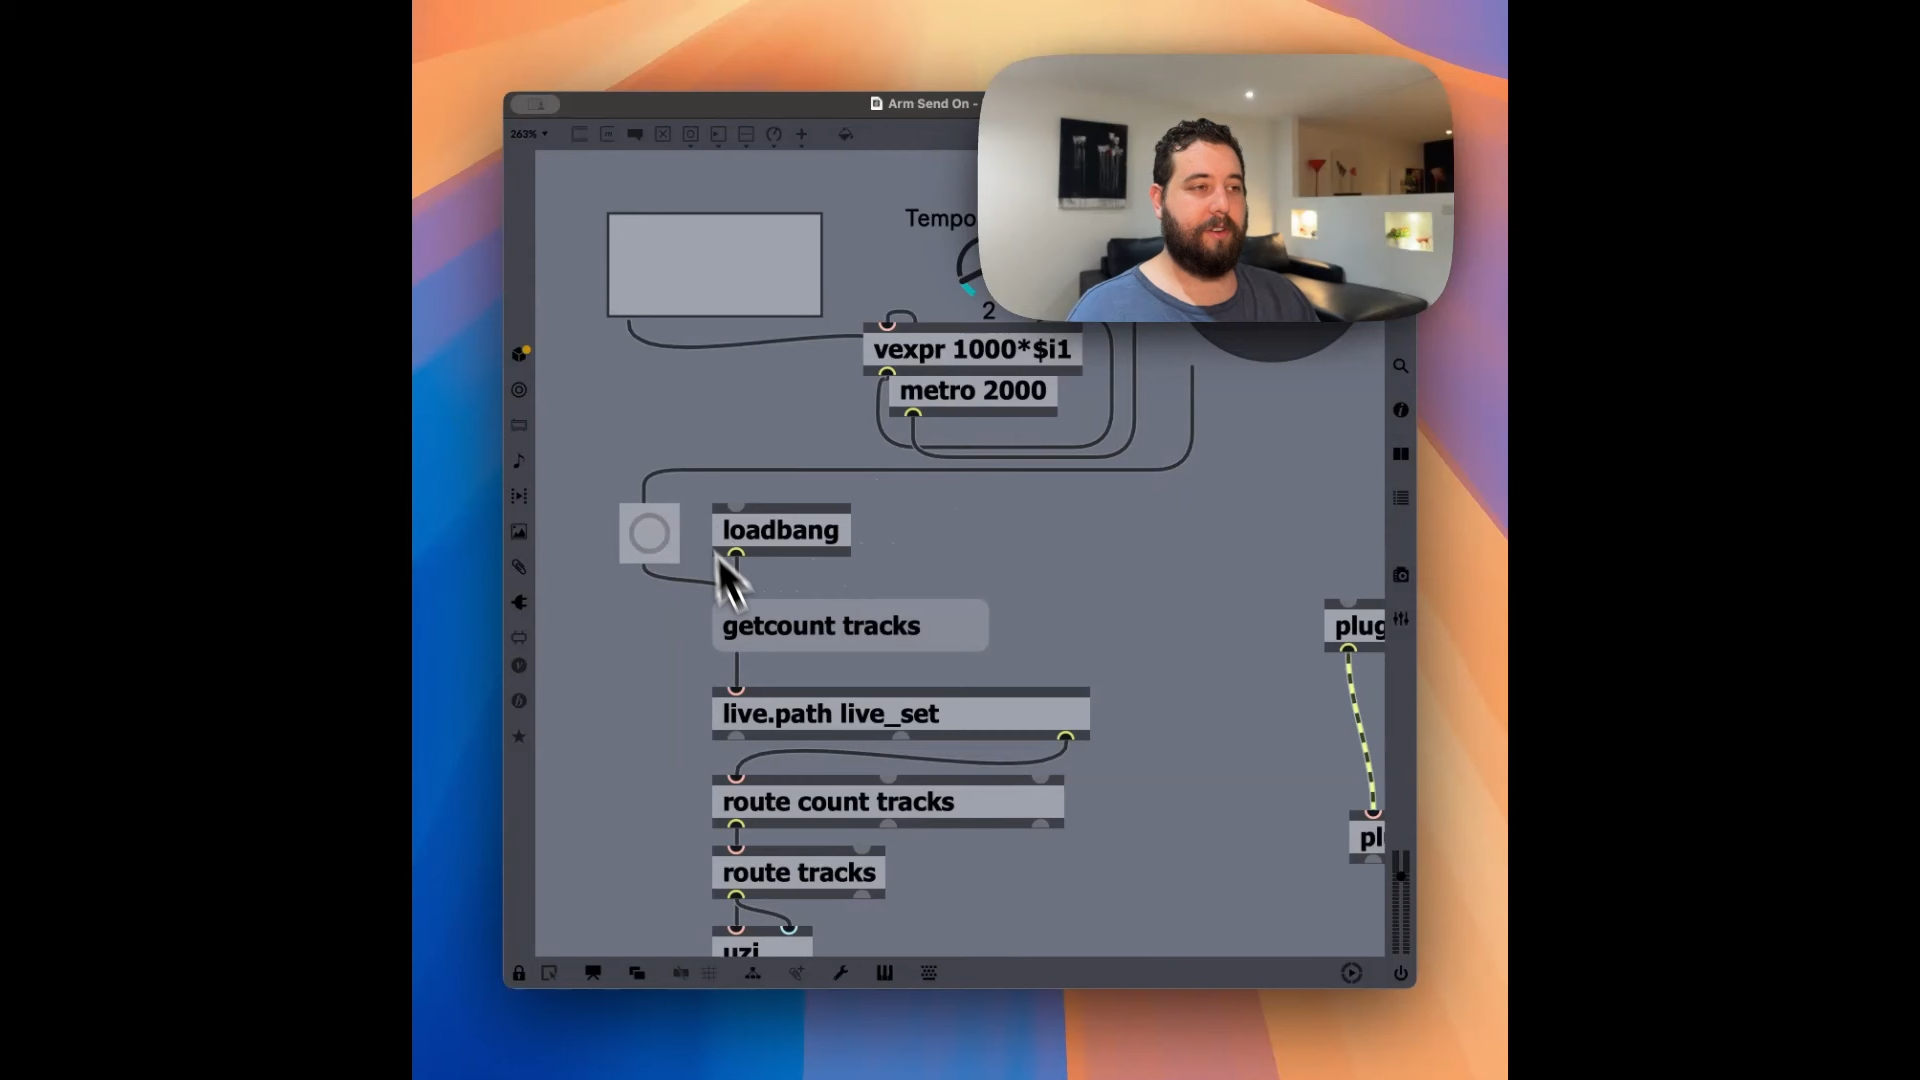 Arm Send On -
263%
Tempo
2
vexpr 1000*$i1
metro 2000
loadbang
getcount tracks
plug
live.path live_set
route count tracks
pl
route tracks
uzi